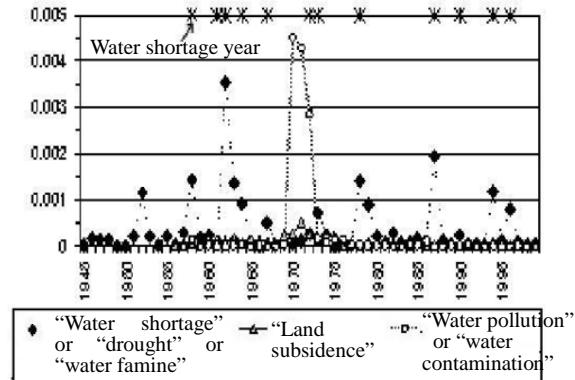 0.005
Water shortage year
0.004
0.003
0.002
0.001
0
1945
1950
1955
1960
1965
1970
1975
1980
1985
1990
1995
“Water shortage”
or “drought” or
“water famine”
“Land
subsidence”
“Water pollution”
or “water
contamination”